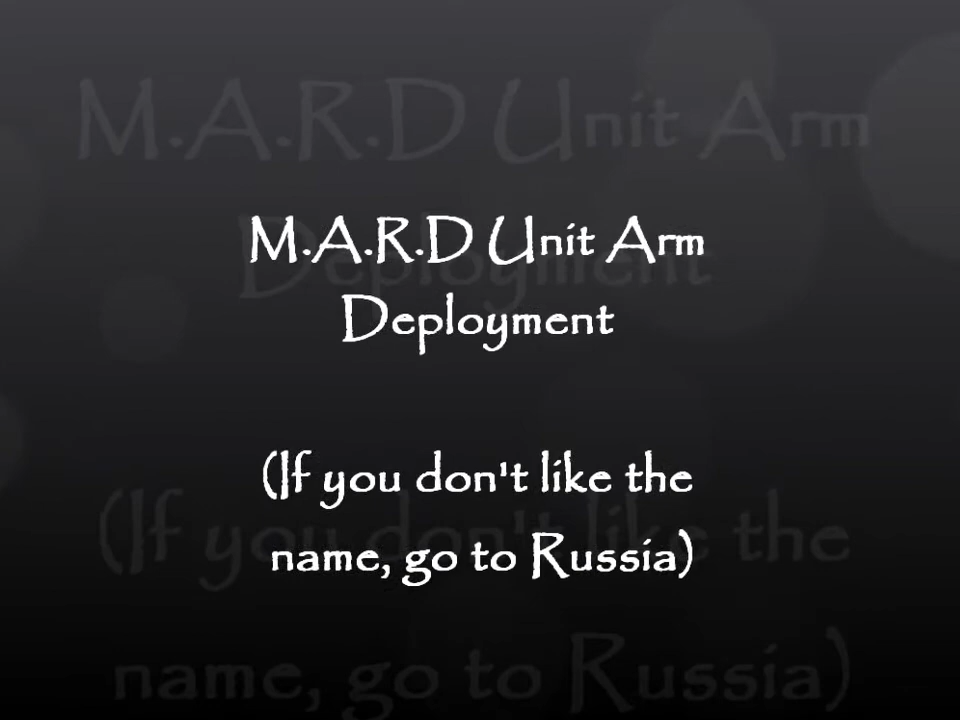 M.A.R.D Unit Arm
Deployment
(If you don't like the
name, go to Russia)